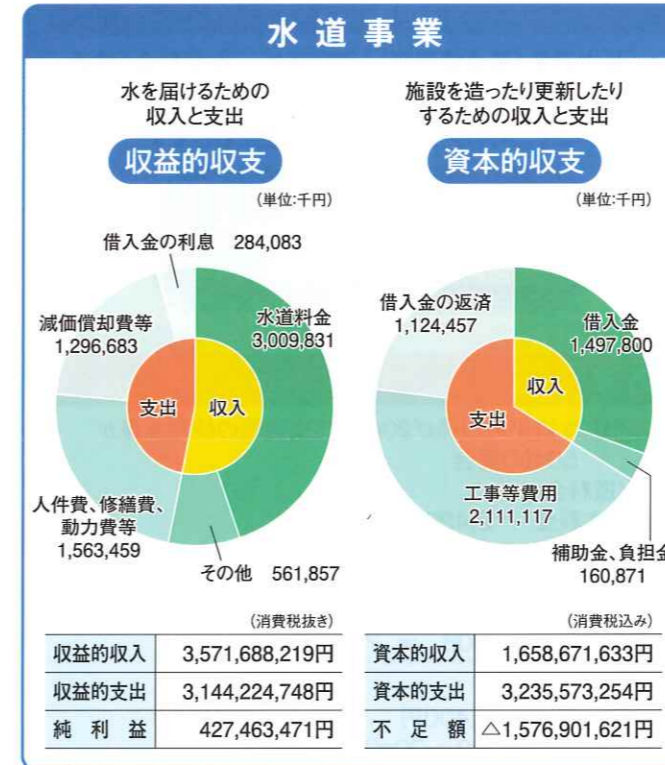 水道事業
水を届けるための
収入と支出
収益的収支
(単位:千円)
借入金の利息 284,083
減価償却費等
1,296,683
水道料金
3,009,831
支出
収入
人件費、修繕費、
動力費等
1,563,459
その他 561,857
(消費税抜き)
収益的収入 3,571,688,219円
収益的支出 3,144,224,748円
純利益 427,463,471円
施設を造ったり更新したり
するための収入と支出
資本的収支
(単位:千円)
借入金の返済
1,124,457
借入金
1,497,800
収入
支出
工事等費用
2,111,117
補助金、負担金
160,871
(消費税込み)
資本的収入 1,658,671,633円
資本的支出 3,235,573,254円
不足額 △1,576,901,621円